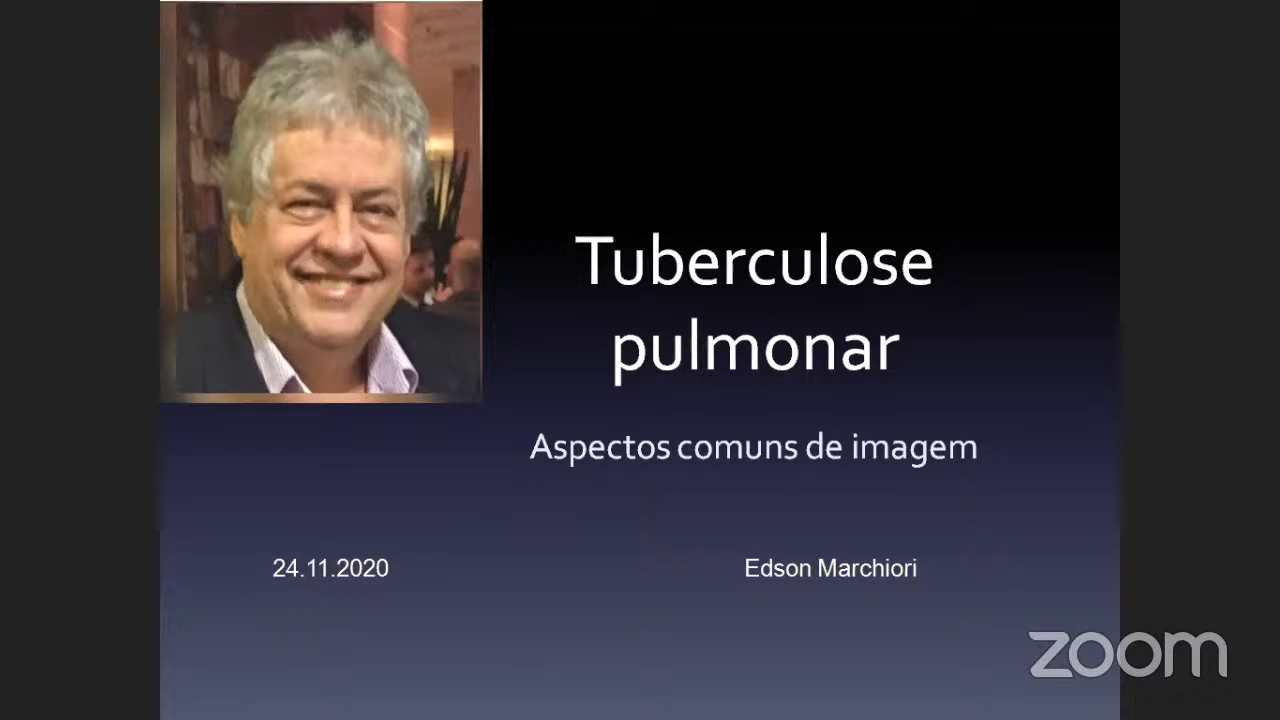 Tuberculose
pulmonar
Aspectos comuns de imagem
24.11.2020
Edson Marchiori
zoom